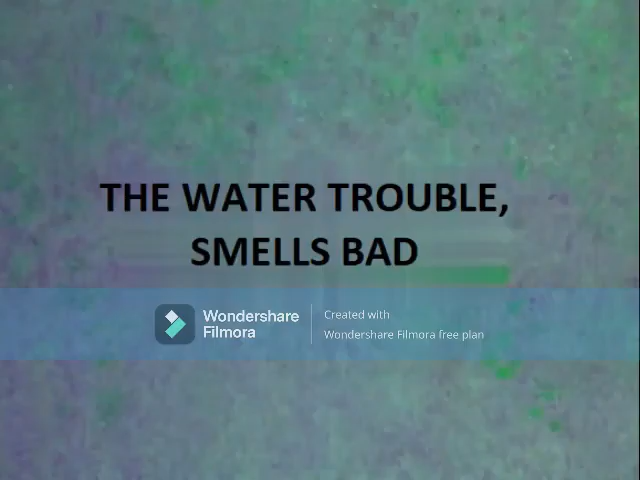 THE WATER TROUBLE,
SMELLS BAD
Wondershare
Filmora
Created with
Wondershare Filmora free plan